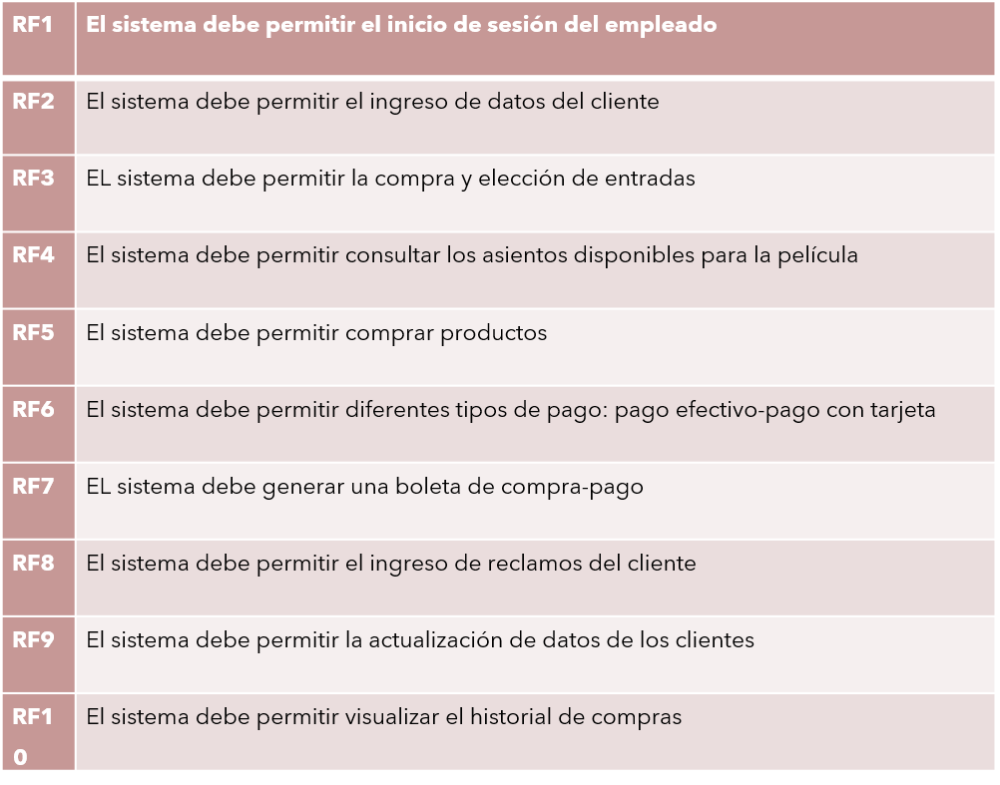 RF1 El sistema debe permitir el inicio de sesión del empleado
RF2 El sistema debe permitir el ingreso de datos del cliente
RF3 EL sistema debe permitir la compra y elección de entradas
RF4 El sistema debe permitir consultar los asientos disponibles para la película
RF5 El sistema debe permitir comprar productos
RF6 El sistema debe permitir diferentes tipos de pago: pago efectivo-pago con tarjeta
RF7 EL sistema debe generar una boleta de compra-pago
RF8 El sistema debe permitir el ingreso de reclamos del cliente
RF9 El sistema debe permitir la actualización de datos de los clientes
RF1 El sistema debe permitir visualizar el historial de compras
0